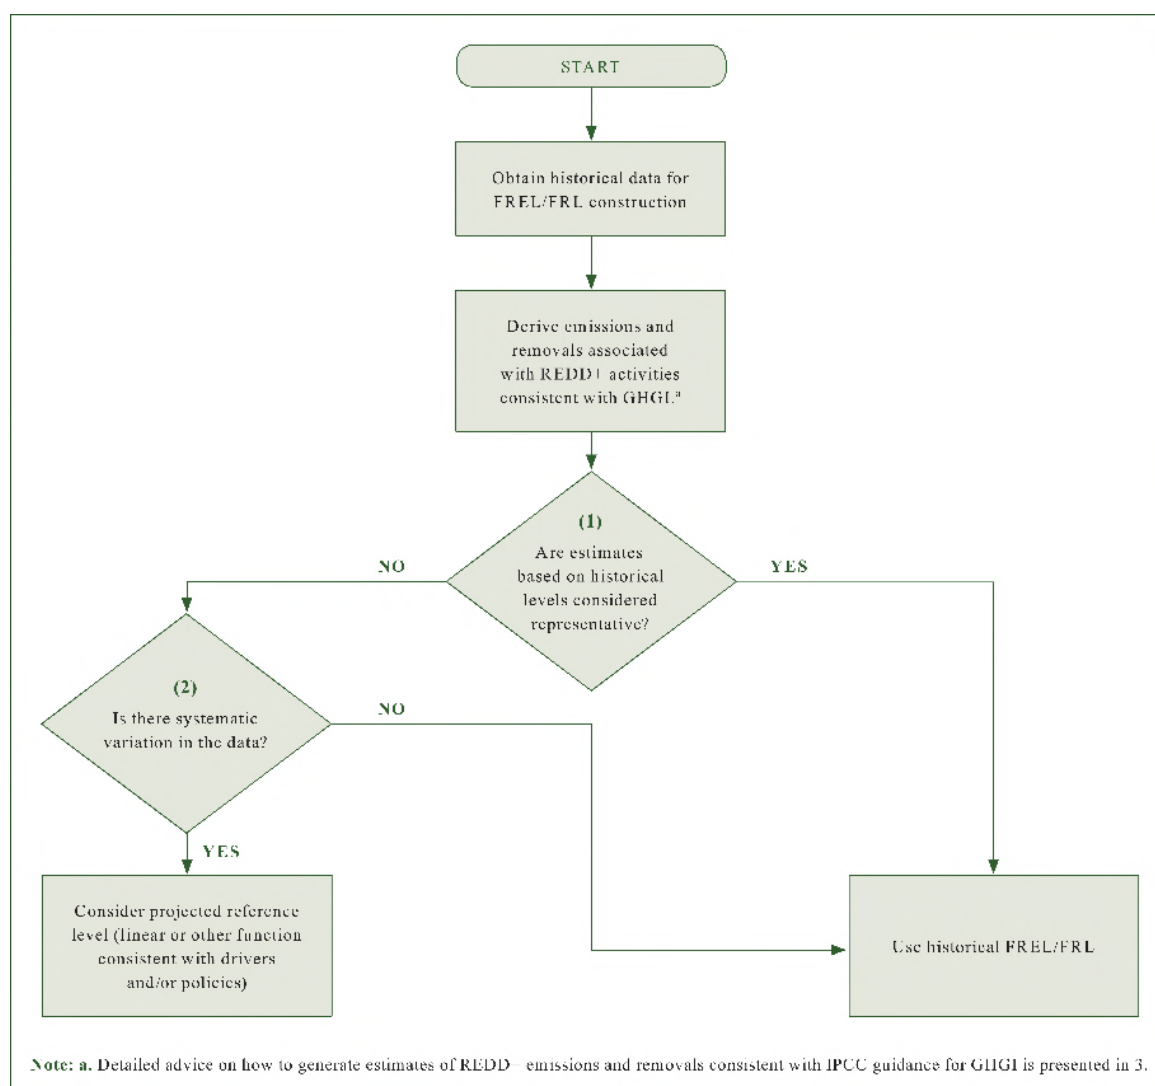 START
Obtain historical data for
FREL/FRL construction
Derive emissions and
removals associated
with REDD+ activities
consistent with GHGI.ᵃ
(1)
Are estimates
based on historical
levels considered
representative?
NO
YES
(2)
Is there systematic
variation in the data?
NO
YES
Consider projected reference
level (linear or other function
consistent with drivers
and/or policies)
Use historical FREL/FRL
Note: a. Detailed advice on how to generate estimates of REDD+ emissions and removals consistent with IPCC guidance for GHGI is presented in 3.